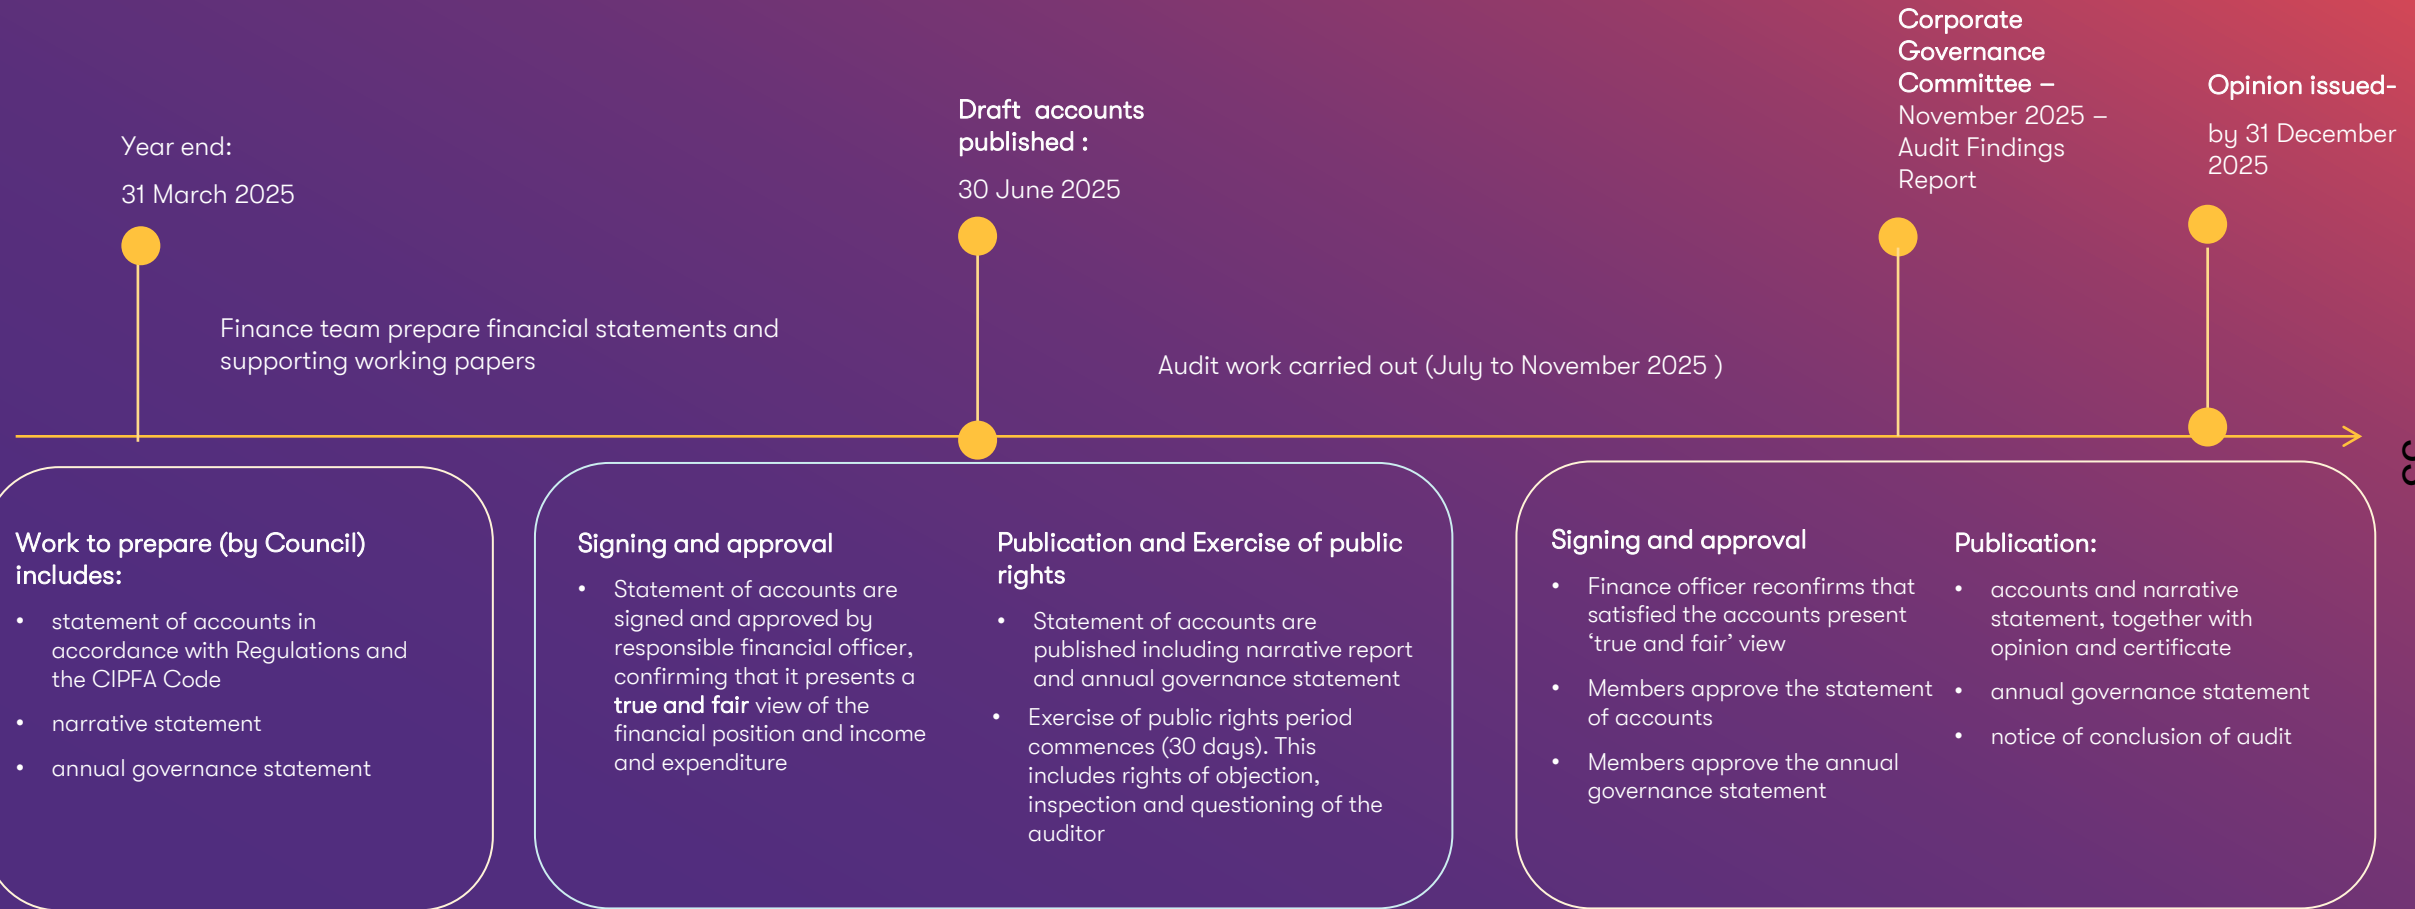 Year end:
31 March 2025
Draft accounts
published :
30 June 2025
Corporate
Governance
Committee –
November 2025 –
Audit Findings
Report
Opinion issued-
by 31 December
2025
Finance team prepare financial statements and
supporting working papers
Audit work carried out (July to November 2025 )
Work to prepare (by Council)
includes:
• statement of accounts in
accordance with Regulations and
the CIPFA Code
• narrative statement
• annual governance statement
Signing and approval
• Statement of accounts are
signed and approved by
responsible financial officer,
confirming that it presents a
true and fair view of the
financial position and income
and expenditure
Publication and Exercise of public
rights
• Statement of accounts are
published including narrative report
and annual governance statement
• Exercise of public rights period
commences (30 days). This
includes rights of objection,
inspection and questioning of the
auditor
Signing and approval
• Finance officer reconfirms that
satisfied the accounts present
‘true and fair’ view
• Members approve the statement
of accounts
• Members approve the annual
governance statement
Publication:
• accounts and narrative
statement, together with
opinion and certificate
• annual governance statement
• notice of conclusion of audit